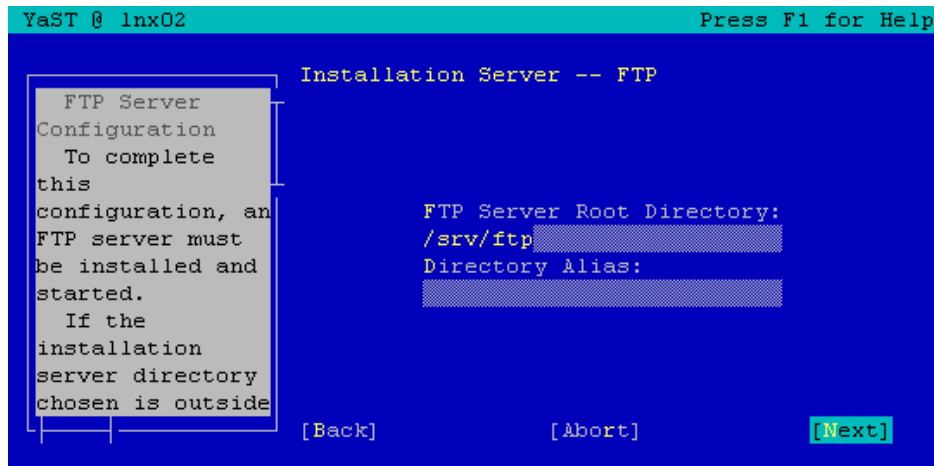 YaST @ lnx02 Press F1 for Help
Installation Server -- FTP
FTP Server
Configuration
To complete
this
configuration, an
FTP server must
be installed and
started.
If the
installation
server directory
chosen is outside
FTP Server Root Directory:
/srv/ftp
Directory Alias:
[Back] [Abort] [Next]